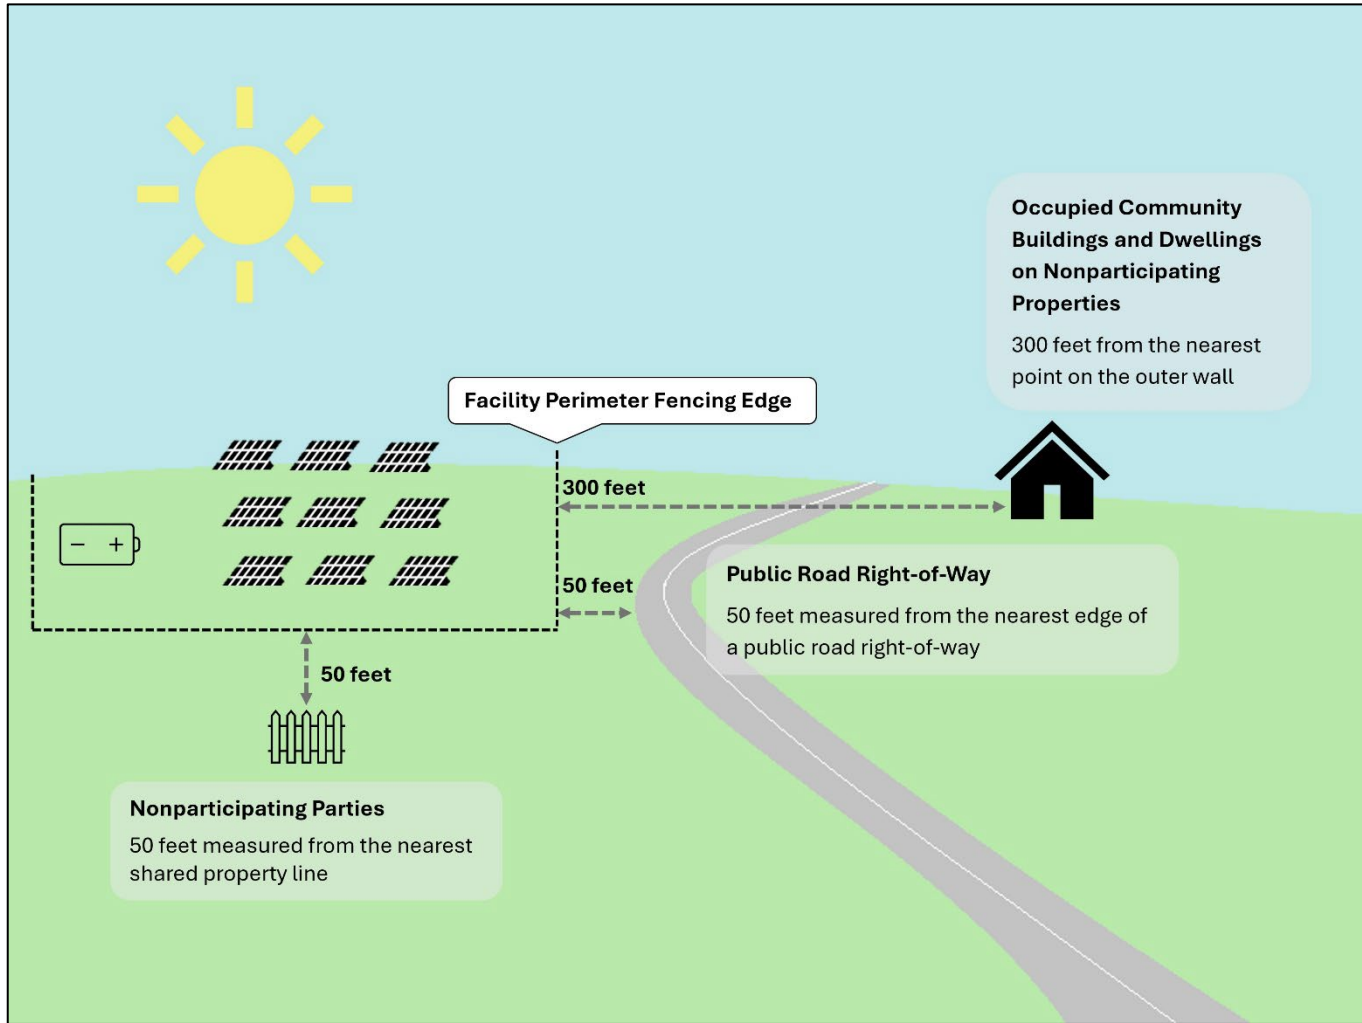 Occupied Community
Buildings and Dwellings
on Nonparticipating
Properties
300 feet from the nearest
point on the outer wall
Facility Perimeter Fencing Edge
300 feet
50 feet
Public Road Right-of-Way
50 feet measured from the nearest edge of
a public road right-of-way
50 feet
Nonparticipating Parties
50 feet measured from the nearest
shared property line